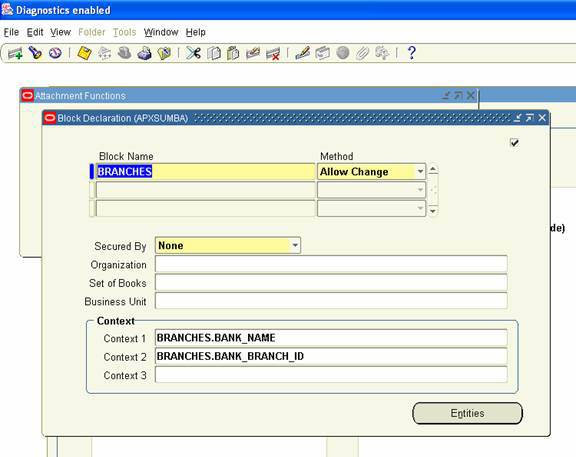 Diagnostics enabled
File Edit View Folder Tools Window Help
Attachment Functions
Block Declaration (APXSUMBA)
Block Name Method
BRANCHES Allow Change
de)
Secured By None
Organization
Set of Books
Business Unit
Context
Context 1 BRANCHES.BANK_NAME
Context 2 BRANCHES.BANK_BRANCH_ID
Context 3
Entities